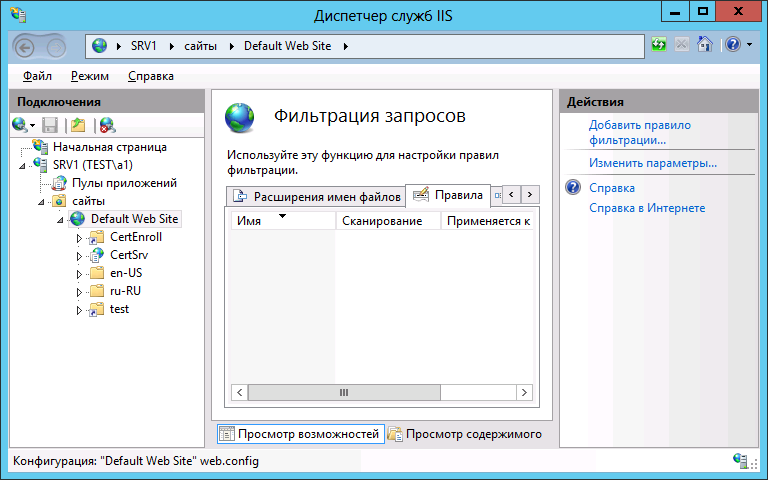 Диспетчер служб IIS
SRV1 сайты Default Web Site
Файл Режим Справка
Подключения
Начальная страница
SRV1 (TEST\a1)
Пулы приложений
сайты
Default Web Site
CertEnroll
CertSrv
en-US
ru-RU
test
Фильтрация запросов
Используйте эту функцию для настройки правил
фильтрации.
Расширения имен файлов Правила
Имя Сканирование Применяется к
Просмотр возможностей Просмотр содержимого
Действия
Добавить правило
фильтрации...
Изменить параметры...
Справка
Справка в Интернете
Конфигурация: "Default Web Site" web.config